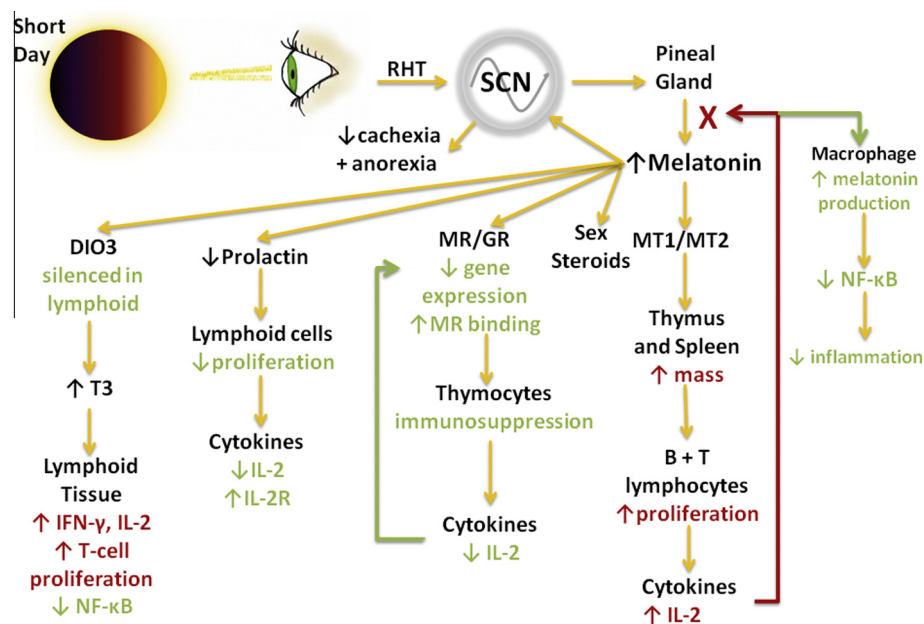 Short
Day
RHT
SCN
Pineal
Gland
X
↓ cachexia
+ anorexia
↑Melatonin
Macrophage
↑ melatonin
production
↓ NF-κB
↓ inflammation
DIO3
silenced in
lymphoid
↑ T3
Lymphoid
Tissue
↑ IFN-γ, IL-2
↑ T-cell
proliferation
↓ NF-κB
↓Prolactin
Lymphoid cells
↓proliferation
Cytokines
↓IL-2
↑IL-2R
MR/GR
↓ gene
expression
↑MR binding
Thymocytes
immunosuppression
Cytokines
↓ IL-2
Sex
Steroids
MT1/MT2
Thymus
and Spleen
↑ mass
B + T
lymphocytes
↑proliferation
Cytokines
↑ IL-2